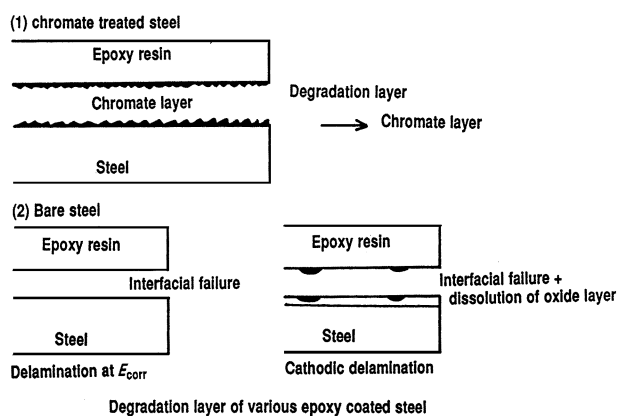 (1) chromate treated steel
Epoxy resin
Chromate layer
Degradation layer
Chromate layer
Steel
(2) Bare steel
Epoxy resin
Interfacial failure
Steel
Delamination at Ecorr
Epoxy resin
Interfacial failure +
dissolution of oxide layer
Steel
Cathodic delamination
Degradation layer of various epoxy coated steel